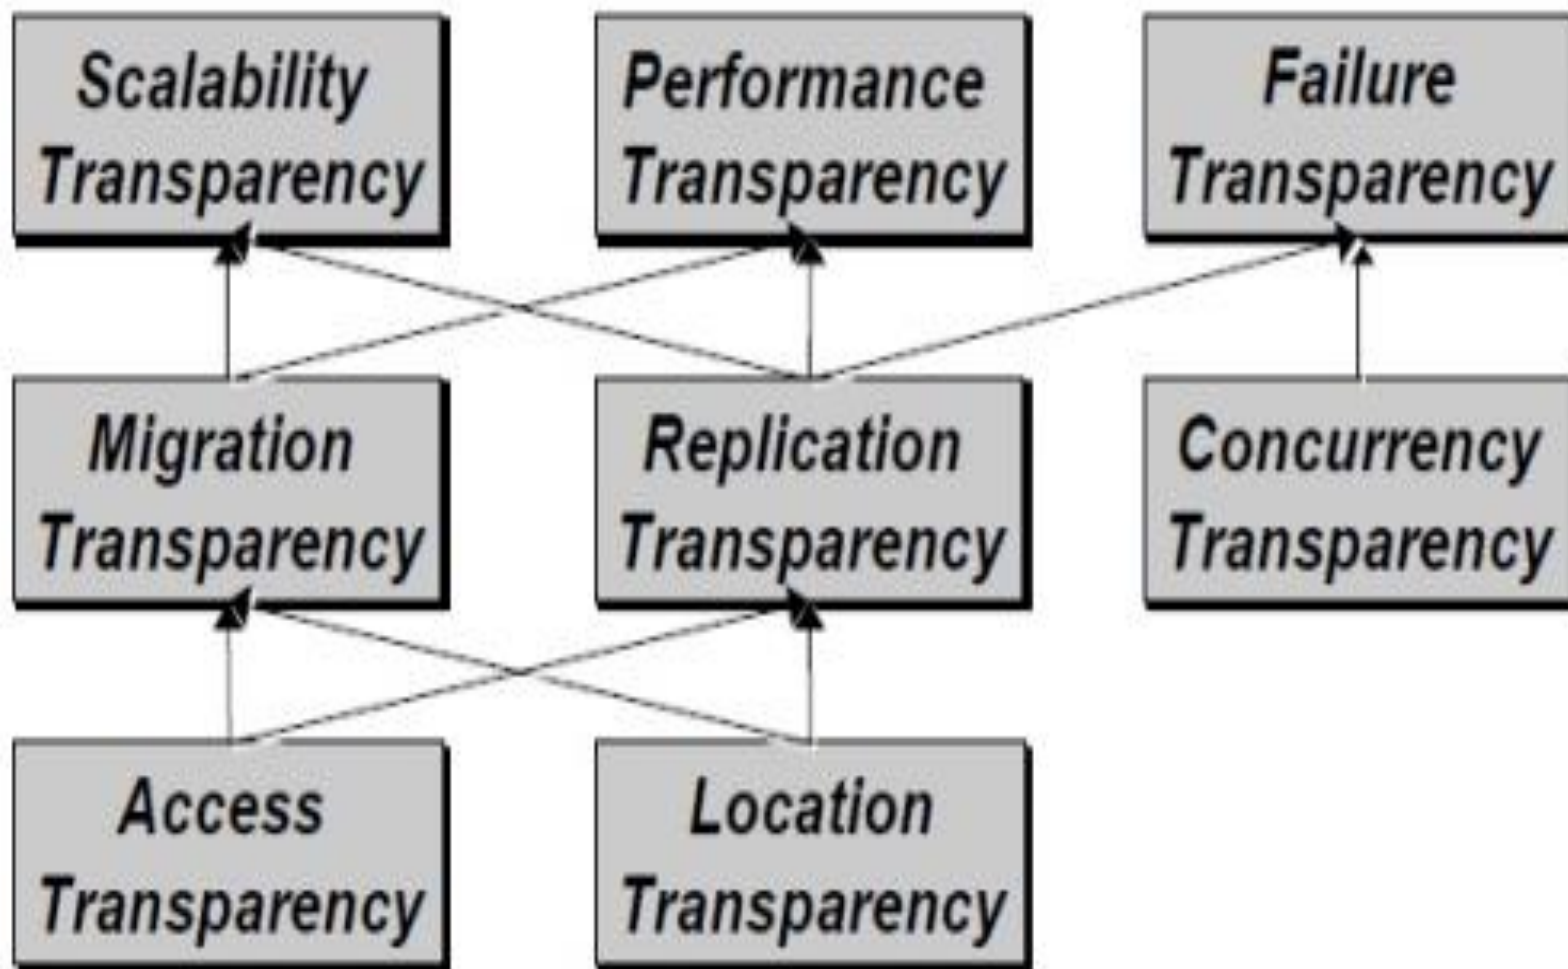 Scalability
Transparency
Performance
Transparency
Failure
Transparency
Migration
Transparency
Replication
Transparency
Concurrency
Transparency
Access
Transparency
Location
Transparency